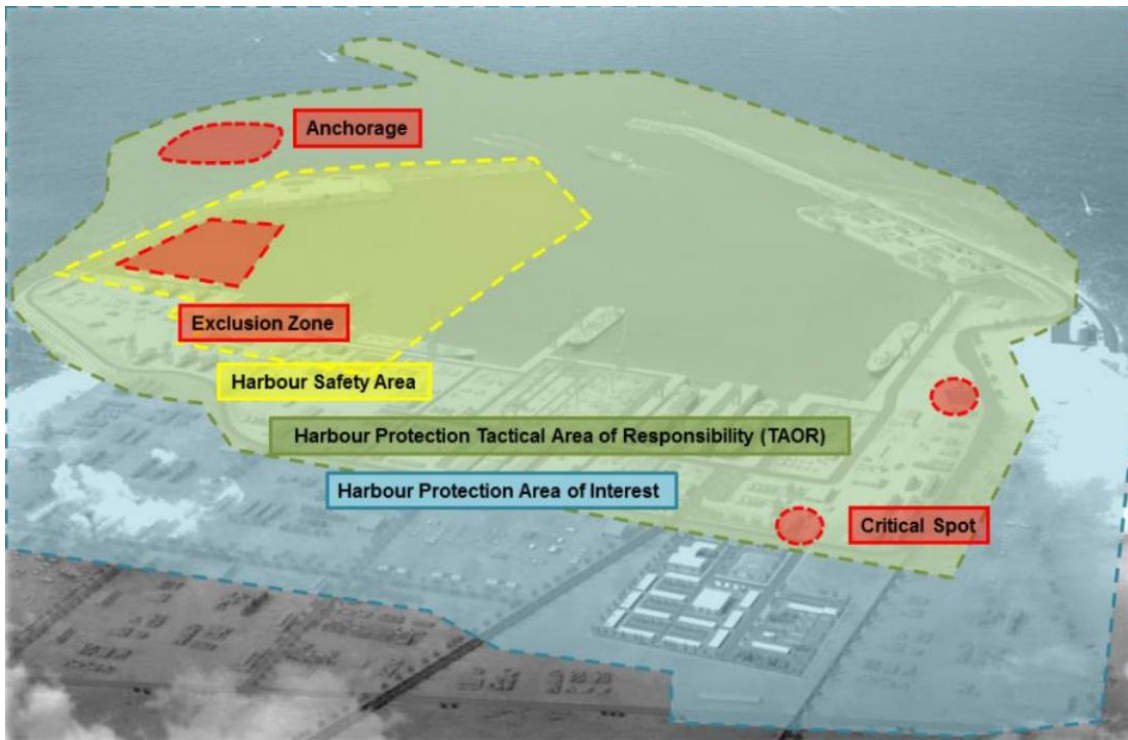 Anchorage
Exclusion Zone
Harbour Safety Area
Harbour Protection Tactical Area of Responsibility (TAOR)
Harbour Protection Area of Interest
Critical Spot